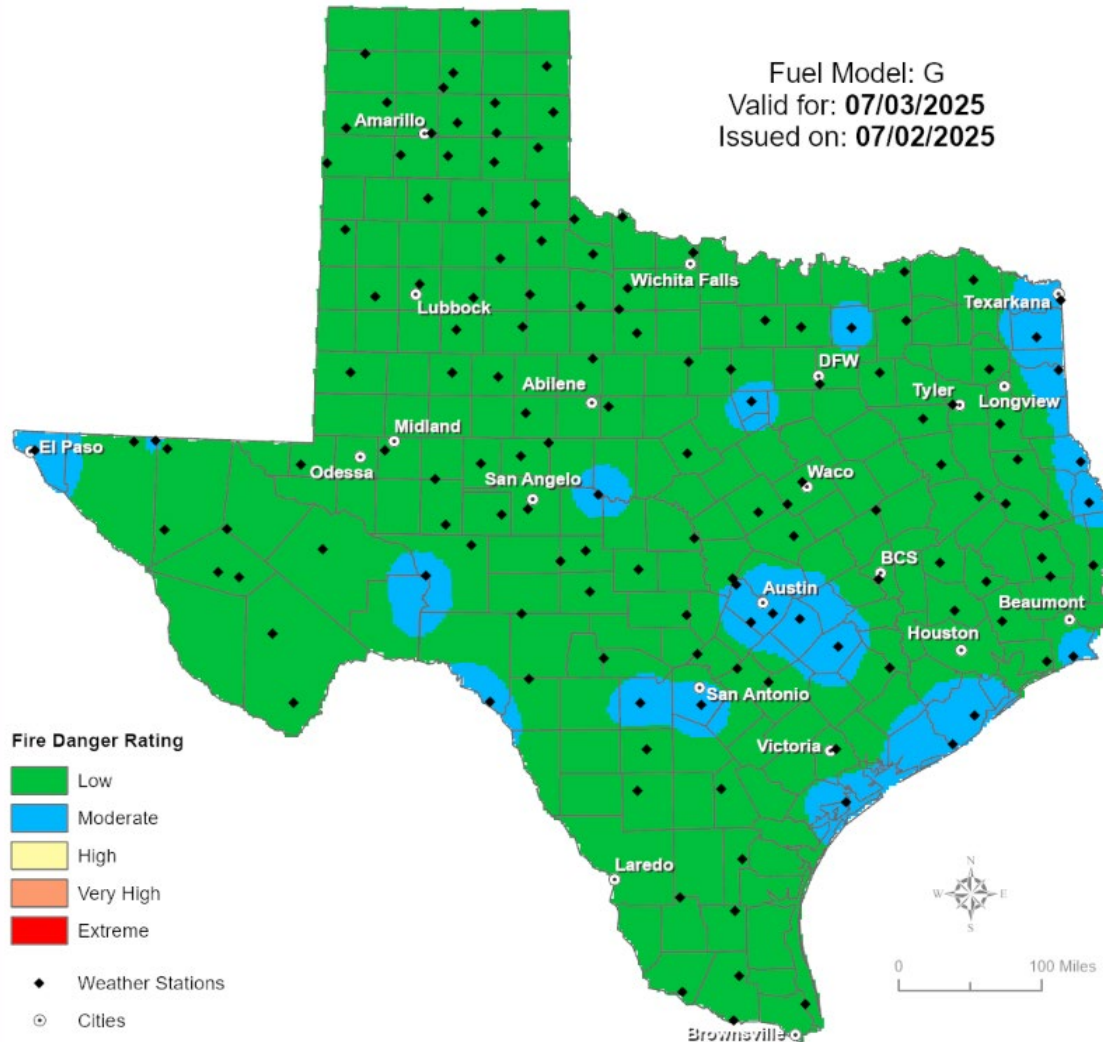 Fuel Model: G
Valid for: 07/03/2025
Issued on: 07/02/2025
Amarillo
Wichita Falls
Lubbock
Texarkana
DFW
Abilene
Tyler
Longview
Midland
El Paso
Odessa
San Angelo
Waco
BCS
Austin
Beaumont
Houston
San Antonio
Victoria
Laredo
Brownsville
Fire Danger Rating
Low
Moderate
High
Very High
Extreme
Weather Stations
Cities
N
W E
S
0 100 Miles